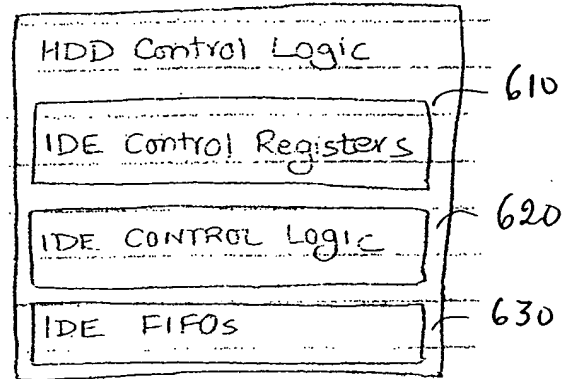 HDD Control Logic
610
IDE Control Registers
620
IDE CONTROL Logic
630
IDE FIFOs